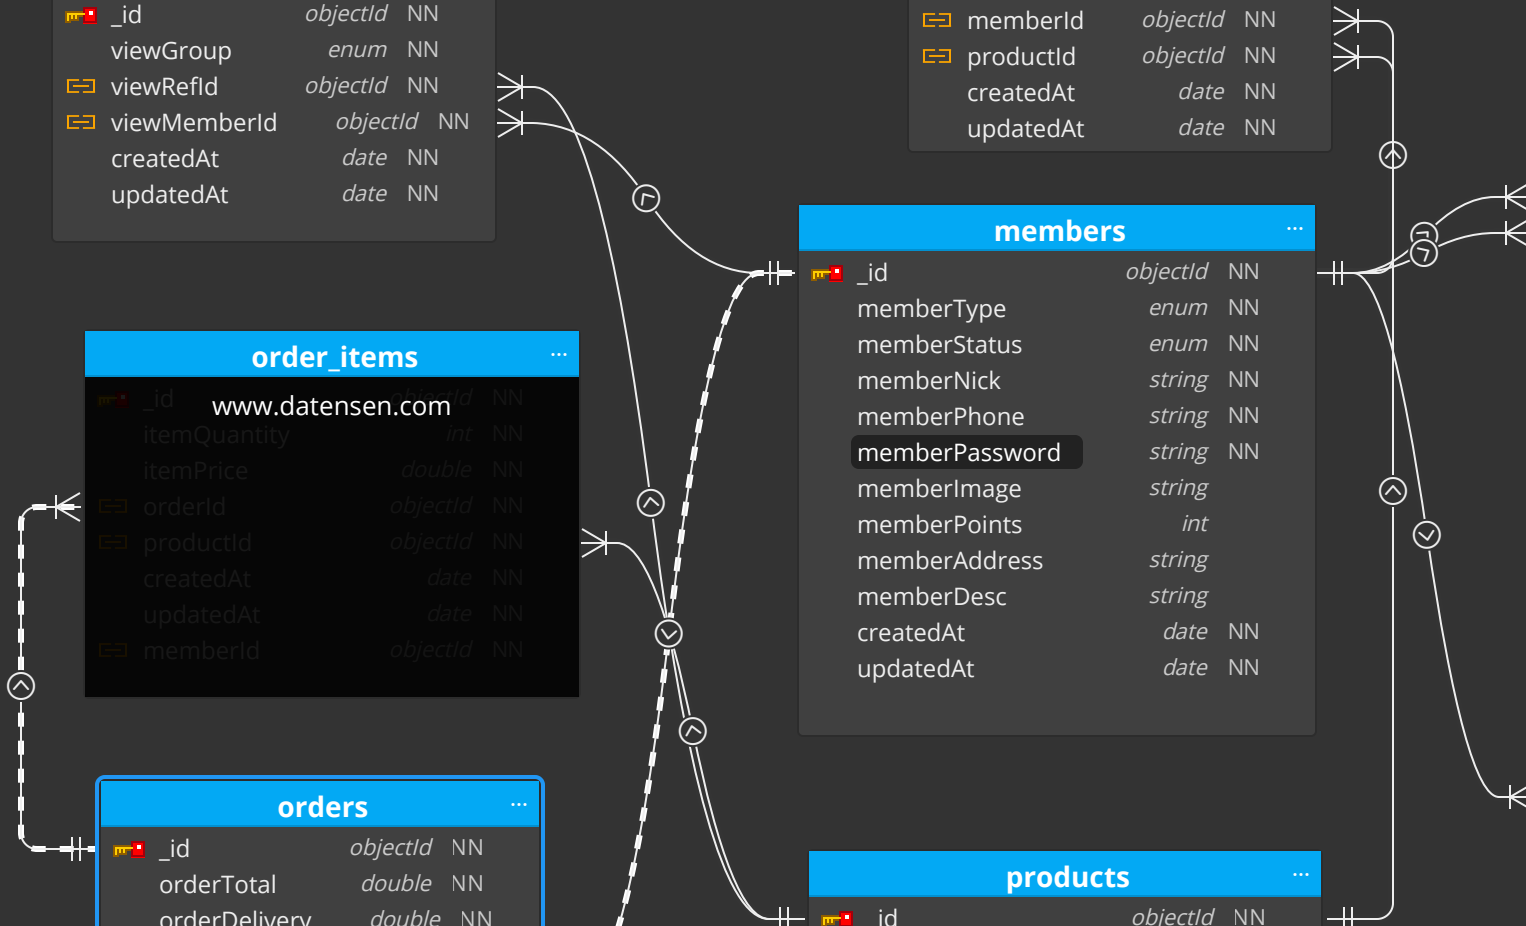 _id objectId NN
viewGroup enum NN
viewRefId objectId NN
viewMemberId objectId NN
createdAt date NN
updatedAt date NN
memberId objectId NN
productId objectId NN
createdAt date NN
updatedAt date NN
members ...
_id objectId NN
memberType enum NN
memberStatus enum NN
memberNick string NN
memberPhone string NN
memberPassword string NN
memberImage string
memberPoints int
memberAddress string
memberDesc string
createdAt date NN
updatedAt date NN
order_items ...
_id objectId NN
www.datensen.com
itemQuantity int NN
itemPrice double NN
orderId objectId NN
productId objectId NN
createdAt date NN
updatedAt date NN
memberId objectId NN
orders ...
_id objectId NN
orderTotal double NN
orderDelivery double NN
products ...
_id objectId NN